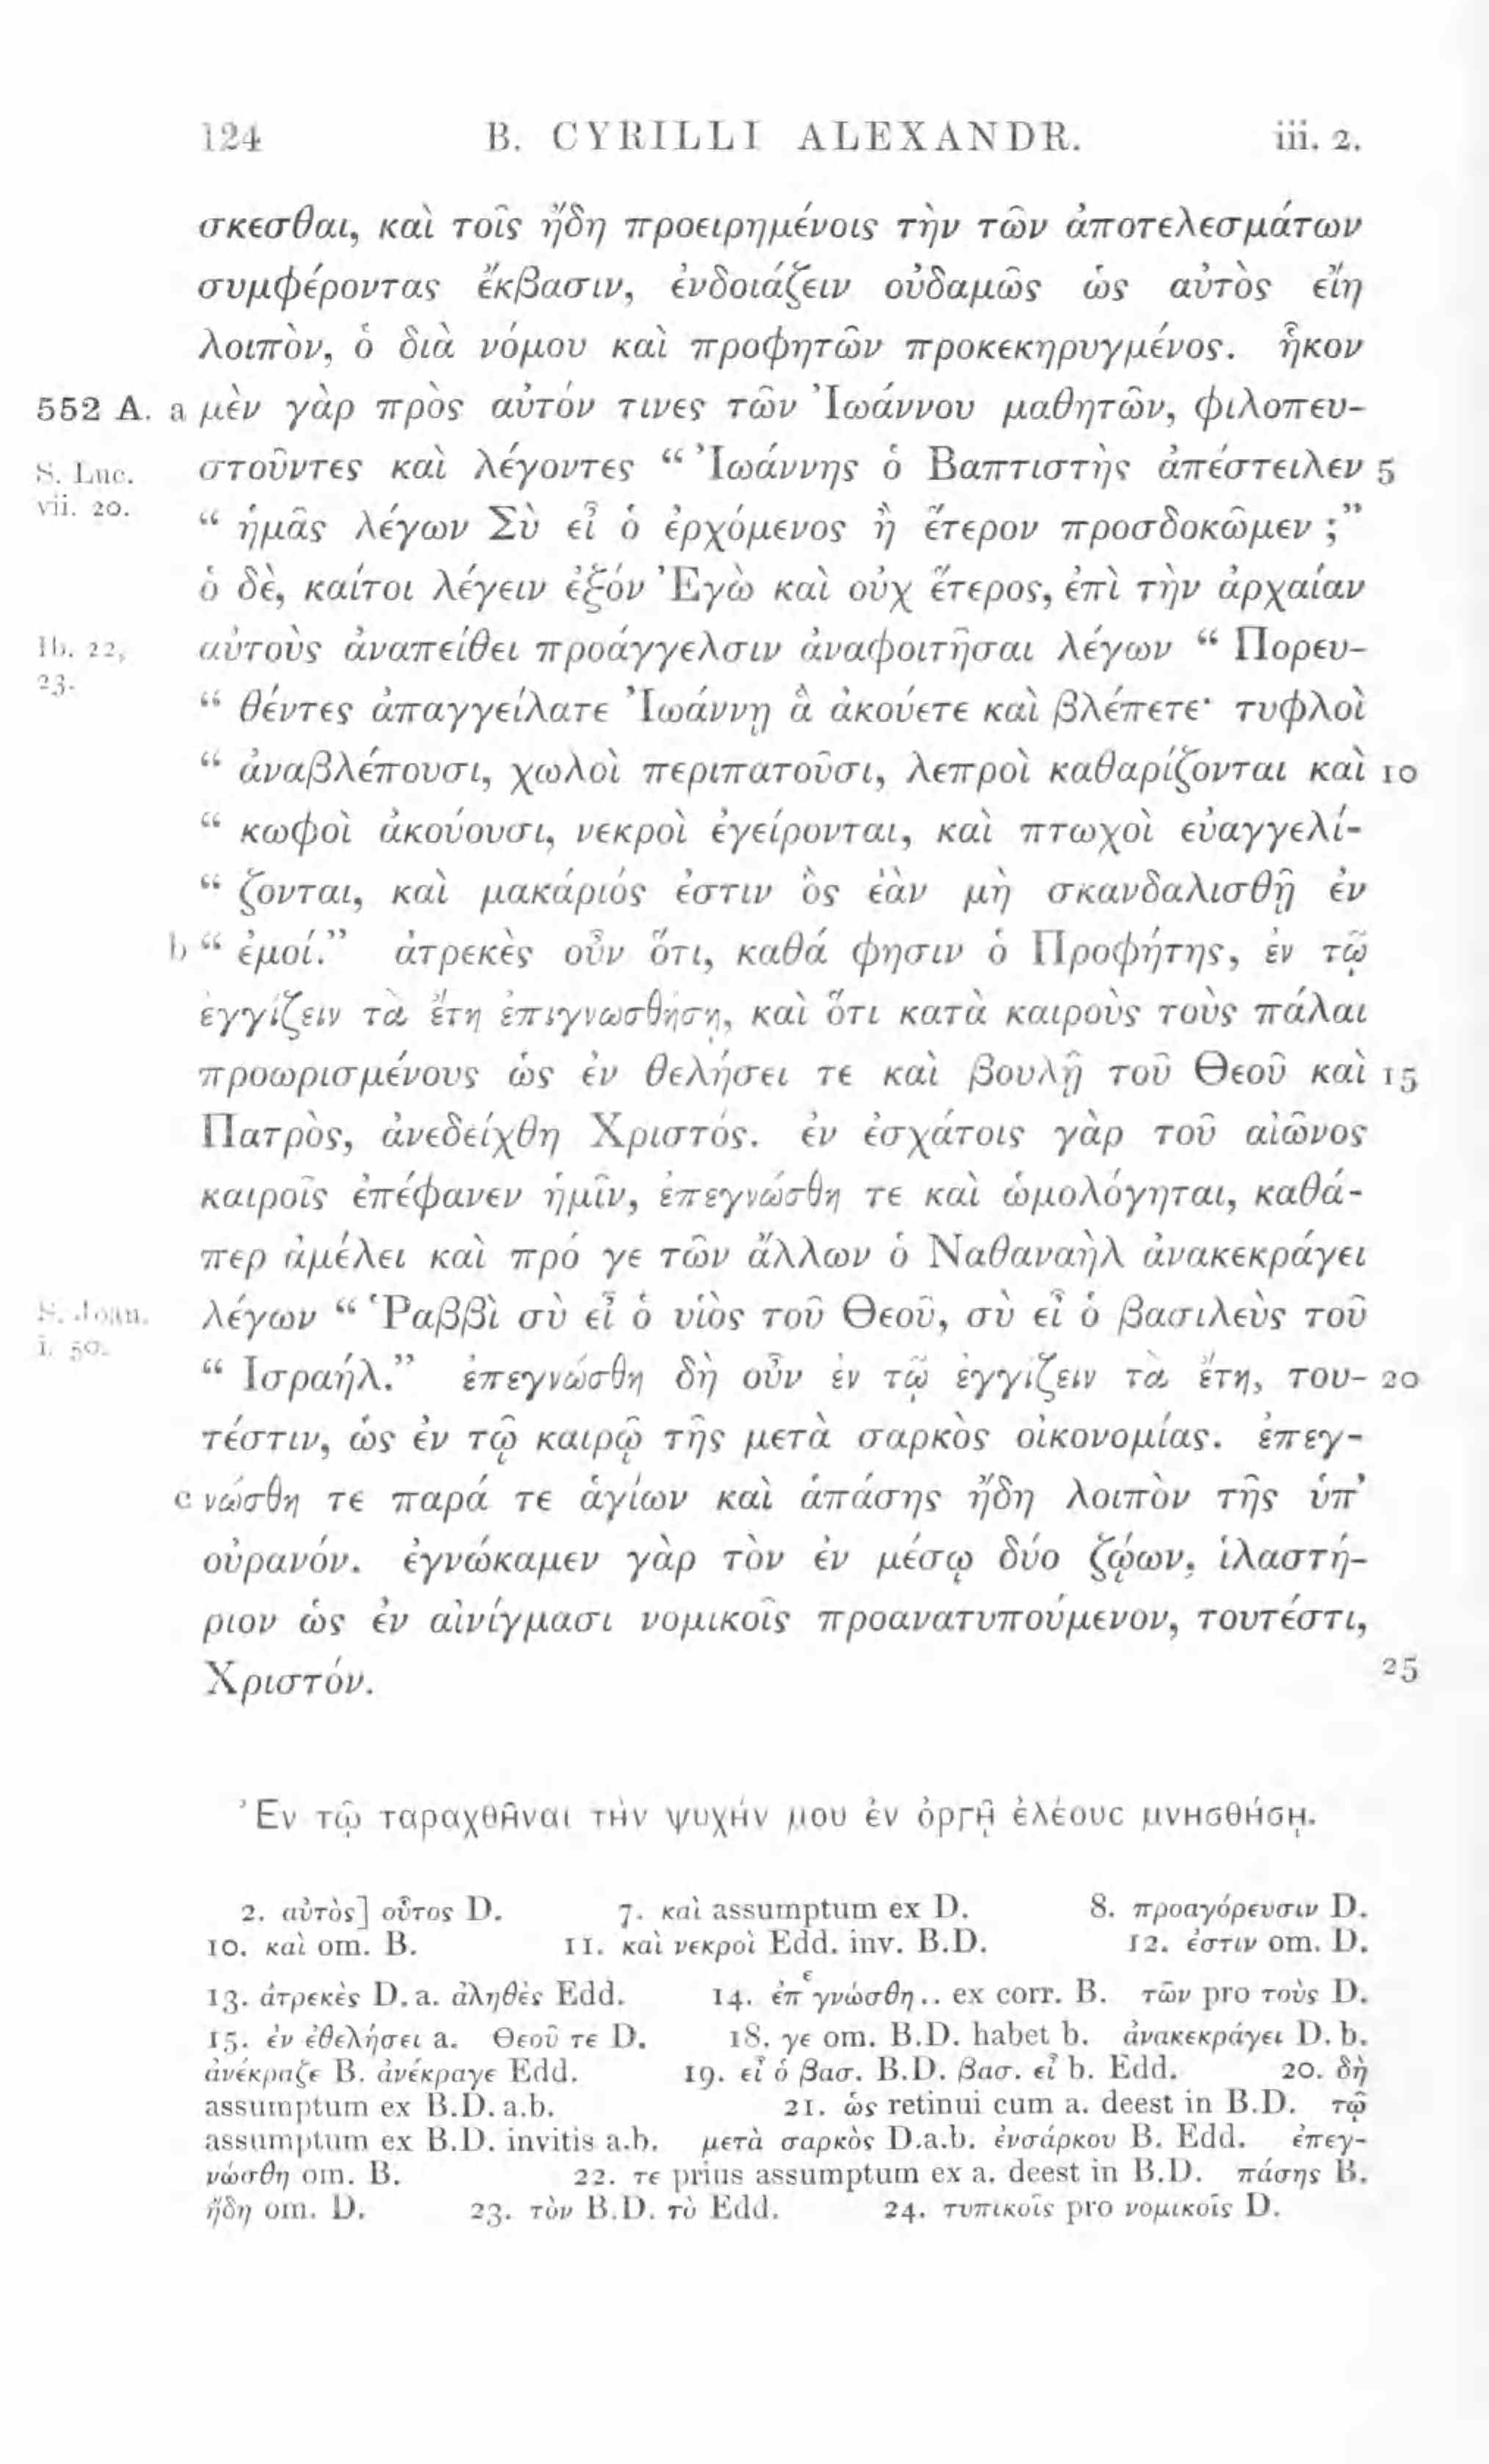 124 B. CYRILLI ALEXANDR. iii. 2.
σκεσθαι, καὶ τοῖς ἤδη προειρημένοις τὴν τῶν ἀποτελεσμάτων
συμφέροντας ἔκβασιν, ἐνδοιάζειν οὐδαμῶς ὡς αὐτὸς εἴη
λοιπὸν, ὁ διὰ νόμου καὶ προφητῶν προκεκηρυγμένος. ἧκον
552 A. a μὲν γὰρ πρὸς αὐτόν τινες τῶν Ἰωάννου μαθητῶν, φιλοπευ-
S. Luc. στοῦντες καὶ λέγοντες “ Ἰωάννης ὁ Βαπτιστὴς ἀπέστειλεν 5
vii. 20. “ ἡμᾶς λέγων Σὺ εἶ ὁ ἐρχόμενος ἢ ἕτερον προσδοκῶμεν ;”
ὁ δὲ, καίτοι λέγειν ἐξόν Ἐγὼ καὶ οὐχ ἕτερος, ἐπὶ τὴν ἀρχαίαν
Ib. 22, αὐτοὺς ἀναπείθει προάγγελσιν ἀναφοιτῆσαι λέγων “ Πορευ-
23. “ θέντες ἀπαγγείλατε Ἰωάννῃ ἃ ἀκούετε καὶ βλέπετε· τυφλοὶ
“ ἀναβλέπουσι, χωλοὶ περιπατοῦσι, λεπροὶ καθαρίζονται καὶ 10
“ κωφοὶ ἀκούουσι, νεκροὶ ἐγείρονται, καὶ πτωχοὶ εὐαγγελί-
“ ζονται, καὶ μακάριός ἐστιν ὃς ἐὰν μὴ σκανδαλισθῇ ἐν
b “ ἐμοί.” ἀτρεκὲς οὖν ὅτι, καθά φησιν ὁ Προφήτης, ἐν τῷ
ἐγγίζειν τὰ ἔτη ἐπιγνωσθήσῃ, καὶ ὅτι κατὰ καιροὺς τοὺς πάλαι
προωρισμένους ὡς ἐν θελήσει τε καὶ βουλῇ τοῦ Θεοῦ καὶ 15
Πατρὸς, ἀνεδείχθη Χριστός. ἐν ἐσχάτοις γὰρ τοῦ αἰῶνος
καιροῖς ἐπέφανεν ἡμῖν, ἐπεγνώσθη τε καὶ ὡμολόγηται, καθά-
περ ἀμέλει καὶ πρό γε τῶν ἄλλων ὁ Ναθαναὴλ ἀνακεκράγει
S. Joan. λέγων “ Ῥαββὶ σὺ εἶ ὁ υἱὸς τοῦ Θεοῦ, σὺ εἶ ὁ βασιλεὺς τοῦ
i. 50. “ Ισραήλ.” ἐπεγνώσθη δὴ οὖν ἐν τῷ ἐγγίζειν τὰ ἔτη, του- 20
τέστιν, ὡς ἐν τῷ καιρῷ τῆς μετὰ σαρκὸς οἰκονομίας. ἐπεγ-
c νώσθη τε παρά τε ἁγίων καὶ ἁπάσης ἤδη λοιπὸν τῆς ὑπ’
οὐρανόν. ἐγνώκαμεν γὰρ τὸν ἐν μέσῳ δύο ζῴων, ἱλαστή-
ριον ὡς ἐν αἰνίγμασι νομικοῖς προανατυπούμενον, τουτέστι,
Χριστόν. 25
Ἐν τῷ ταραχθῆναι τὴν ψυχήν μου ἐν ὀργῇ ἐλέους μνησθήσῃ.
2. αὐτὸς] οὗτος D. 7. καὶ assumptum ex D. 8. προαγόρευσιν D.
10. καὶ om. B. 11. καὶ νεκροὶ Edd. inv. B.D. 12. ἐστιν om. D.
13. ἀτρεκὲς D. a. ἀληθὲς Edd. 14. ἐπ ε γνώσθη.. ex corr. B. τῶν pro τοὺς D.
15. ἐν ἐθελήσει a. Θεοῦ τε D. 18. γε om. B.D. habet b. ἀνακεκράγει D. b.
ἀνέκραζε B. ἀνέκραγε Edd. 19. εἶ ὁ βασ. B.D. βασ. εἶ b. Edd. 20. δὴ
assumptum ex B.D. a.b. 21. ὡς retinui cum a. deest in B.D. τῷ
assumptum ex B.D. invitis a.b. μετὰ σαρκὸς D.a.b. ἐνσάρκου B. Edd. ἐπεγ-
νώσθη om. B. 22. τε prius assumptum ex a. deest in B.D. πάσης B.
ἤδη om. D. 23. τὸν B.D. τὸ Edd. 24. τυπικοῖς pro νομικοῖς D.